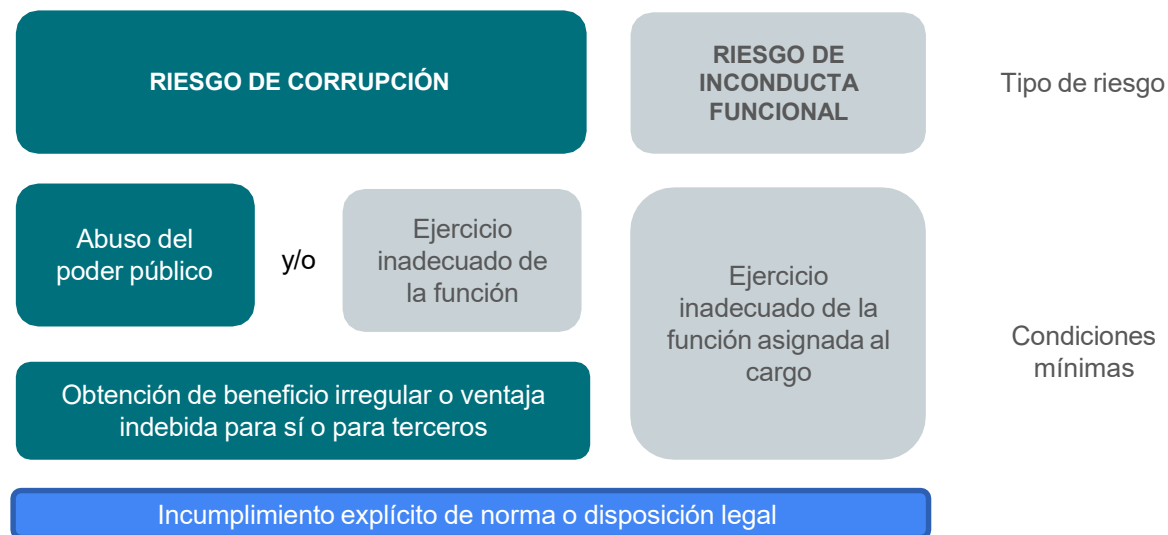 RIESGO DE CORRUPCIÓN
RIESGO DE
INCONDUCTA
FUNCIONAL
Tipo de riesgo
Abuso del
poder público
y/o
Ejercicio
inadecuado de
la función
Ejercicio
inadecuado de la
función asignada al
cargo
Condiciones
mínimas
Obtención de beneficio irregular o ventaja
indebida para sí o para terceros
Incumplimiento explícito de norma o disposición legal